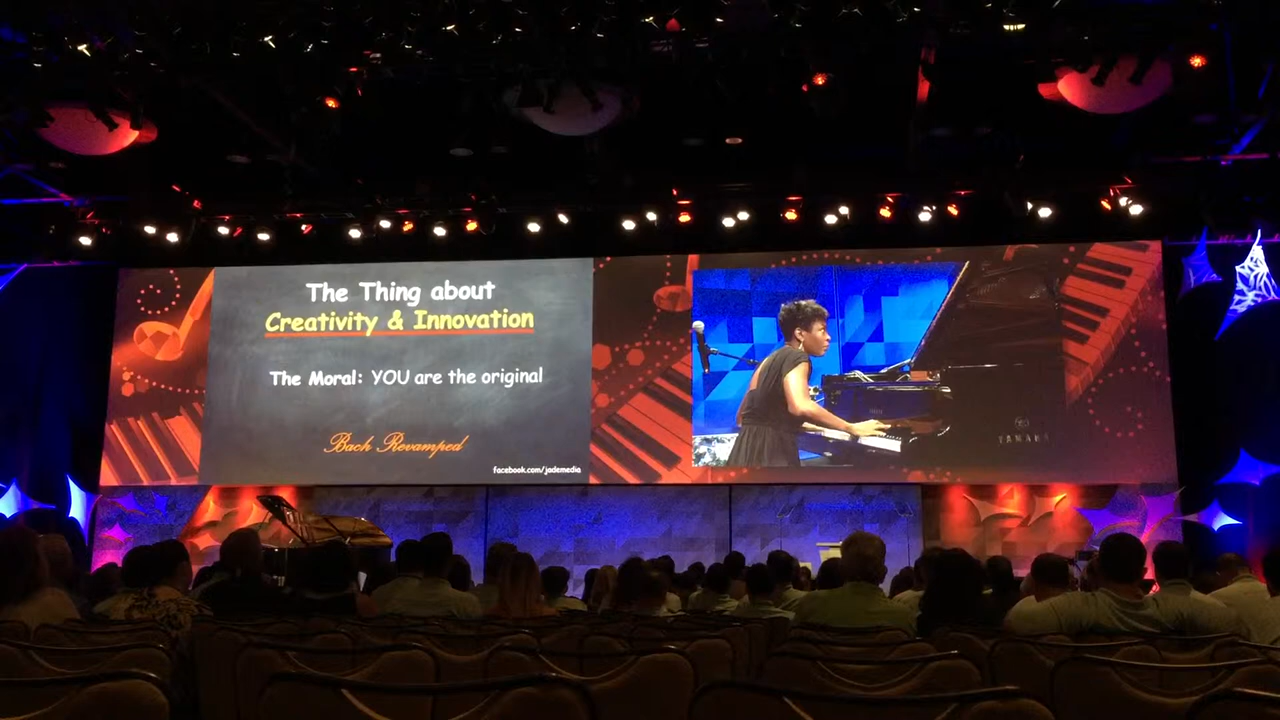 The Thing about
Creativity & Innovation
The Moral: YOU are the original
Bach Revamped
facebook.com/jademedia
YAMAHA